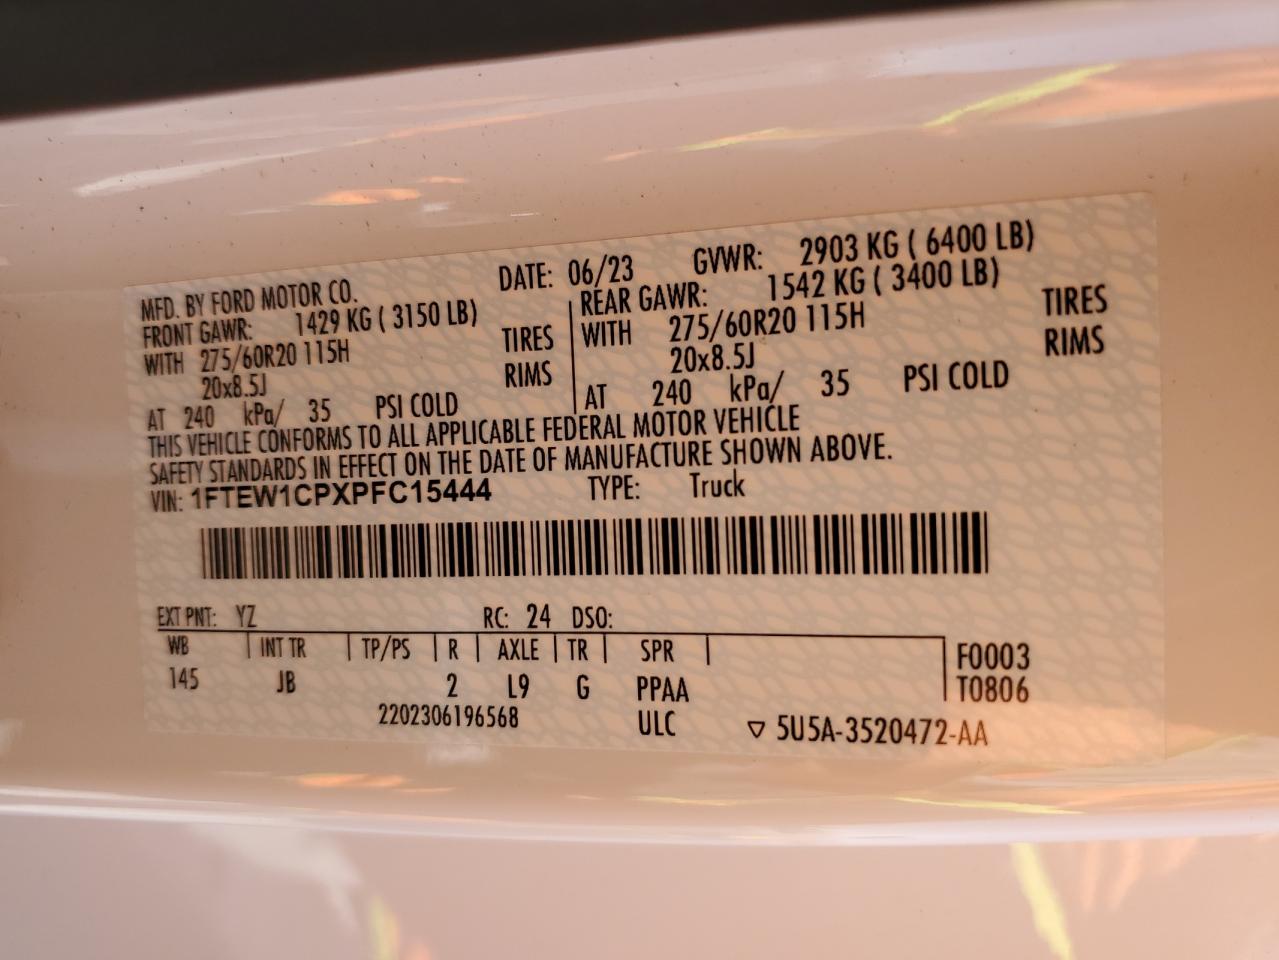 MFD. BY FORD MOTOR CO. DATE: 06/23 GVWR: 2903 KG ( 6400 LB)
FRONT GAWR: 1429 KG ( 3150 LB) REAR GAWR: 1542 KG ( 3400 LB)
WITH 275/60R20 115H TIRES WITH 275/60R20 115H TIRES
20x8.5J RIMS 20x8.5J RIMS
AT 240 kPa/ 35 PSI COLD AT 240 kPa/ 35 PSI COLD
THIS VEHICLE CONFORMS TO ALL APPLICABLE FEDERAL MOTOR VEHICLE
SAFETY STANDARDS IN EFFECT ON THE DATE OF MANUFACTURE SHOWN ABOVE.
VIN: 1FTEW1CPXPFC15444 TYPE: Truck
EXT PNT: YZ RC: 24 DSO:
WB INT TR TP/PS R AXLE TR SPR F0003
145 JB 2 L9 G PPAA T0806
2202306196568 ULC ▽ 5U5A-3520472-AA